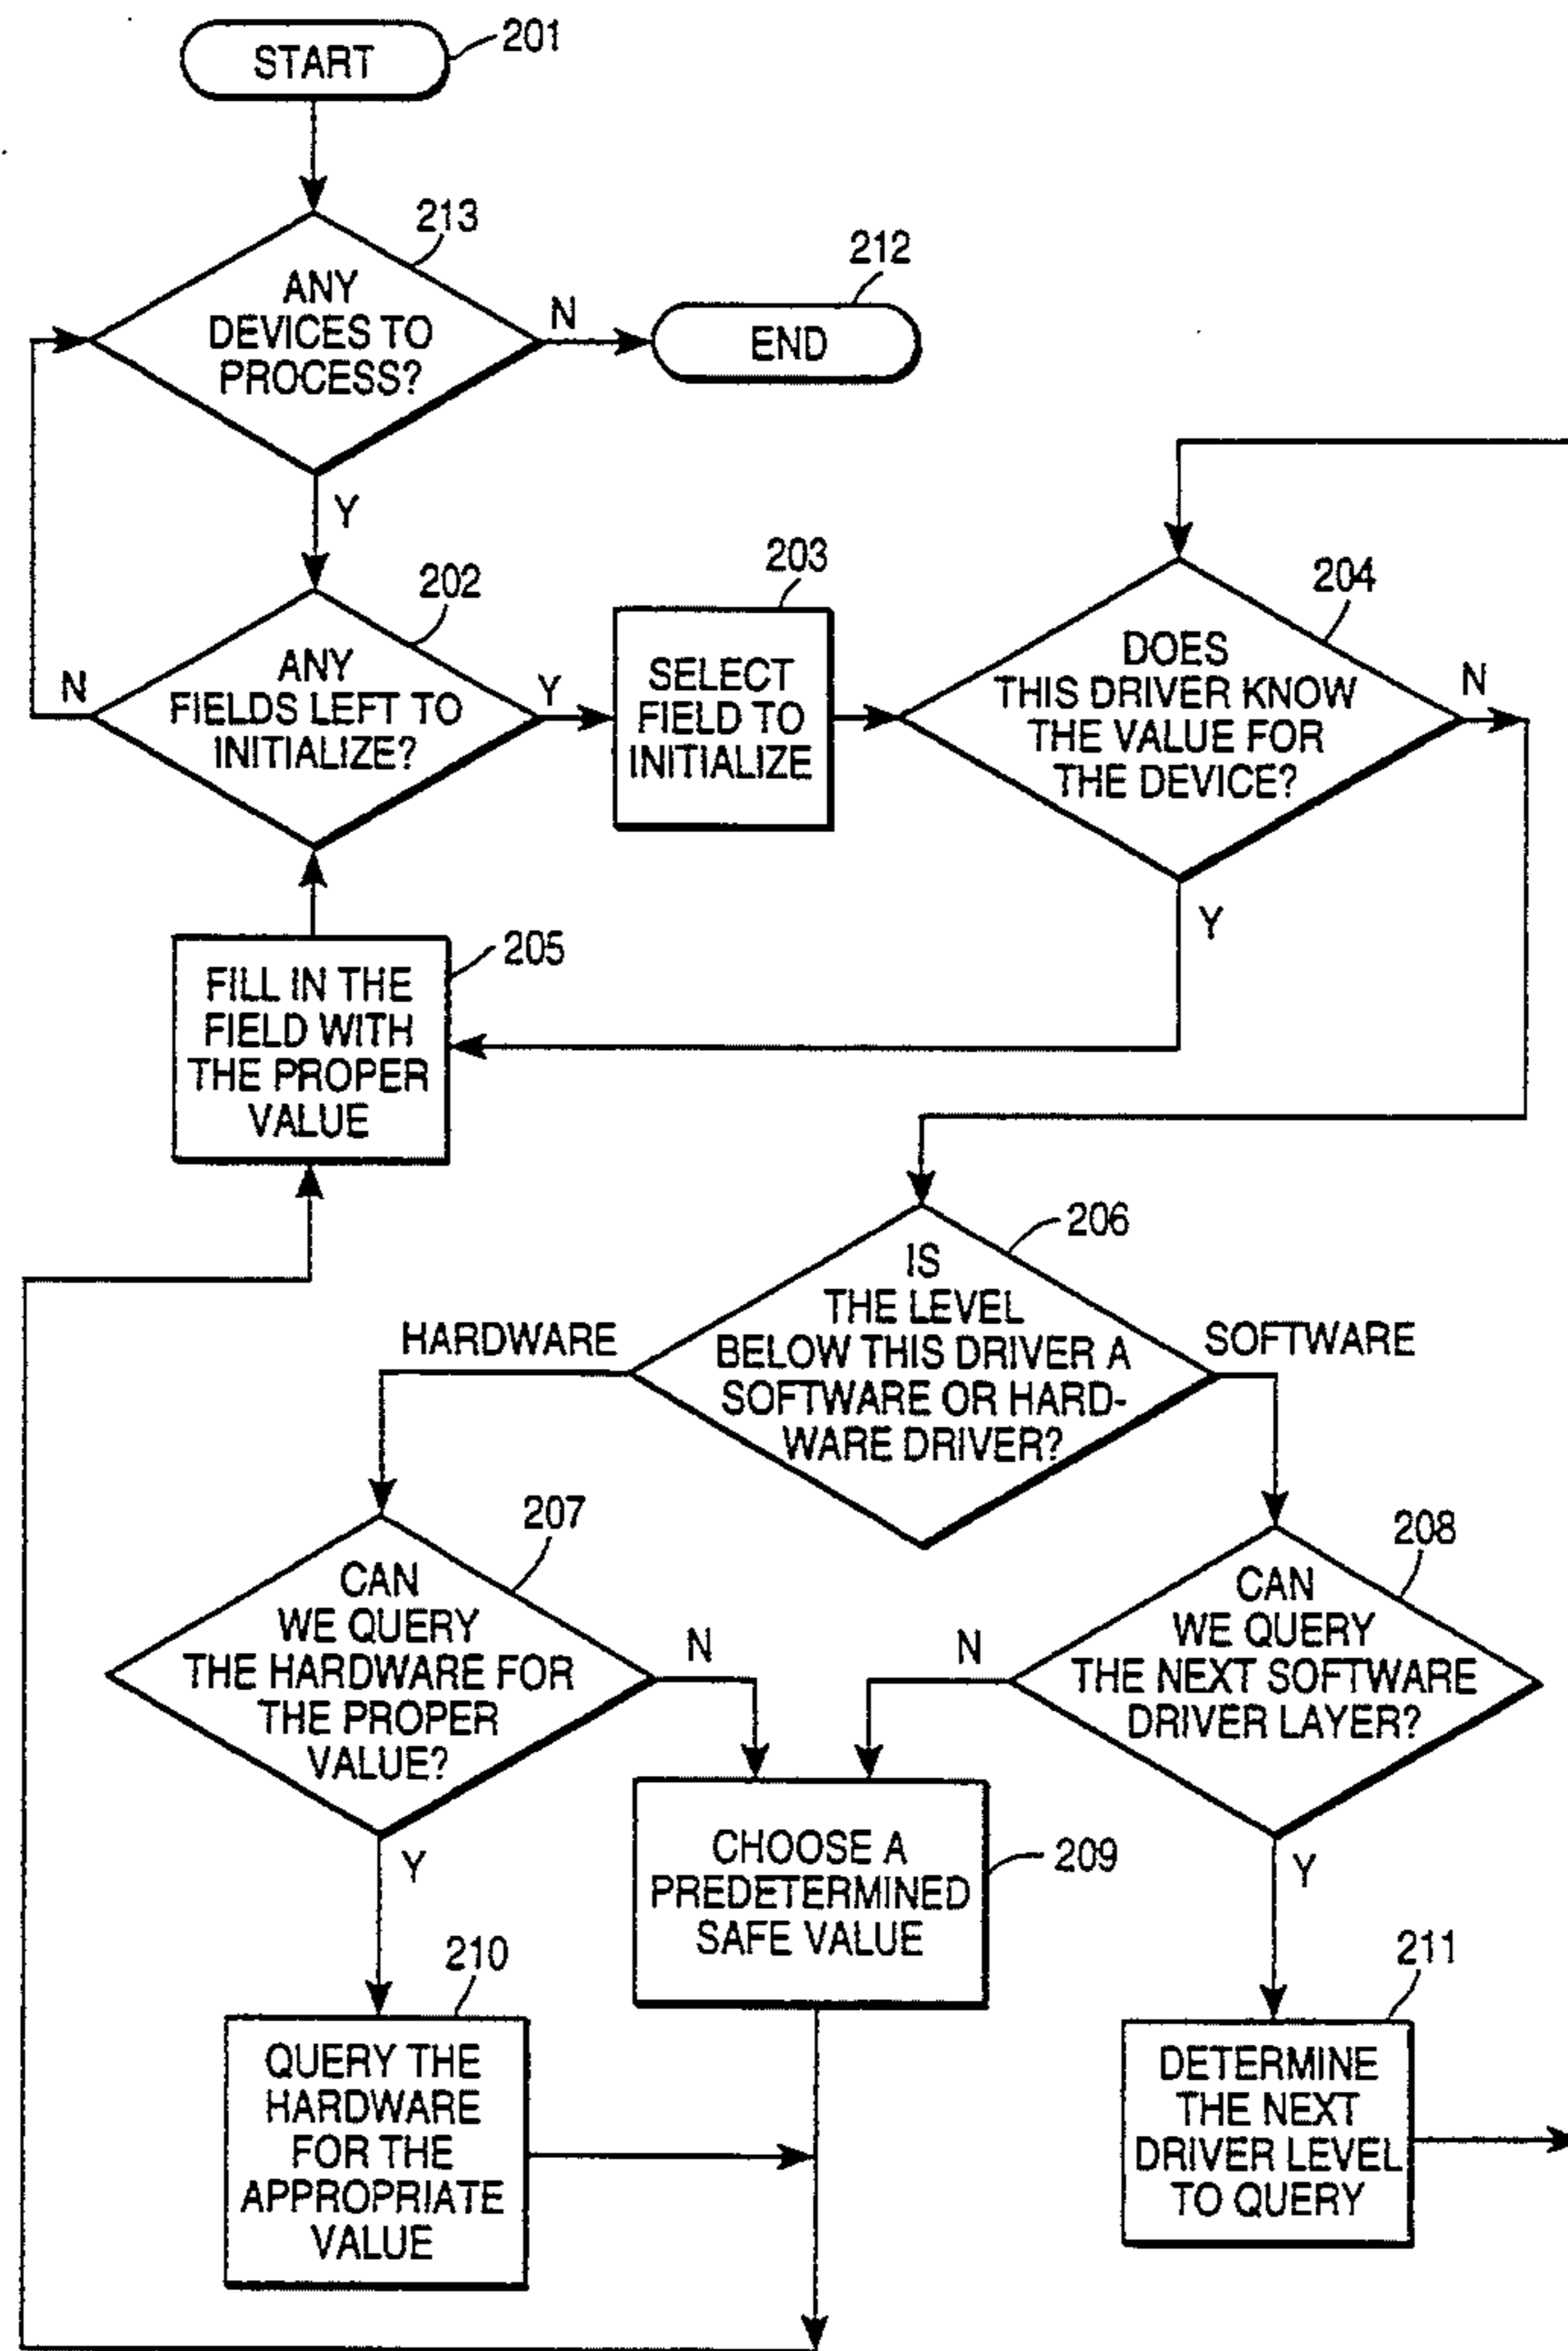 START
201
213
ANY
DEVICES TO
PROCESS?
N
212
END
Y
202
ANY
FIELDS LEFT TO
INITIALIZE?
N
Y
203
SELECT
FIELD TO
INITIALIZE
204
DOES
THIS DRIVER KNOW
THE VALUE FOR
THE DEVICE?
N
Y
205
FILL IN THE
FIELD WITH
THE PROPER
VALUE
206
IS
THE LEVEL
BELOW THIS DRIVER A
SOFTWARE OR HARD-
WARE DRIVER?
HARDWARE
SOFTWARE
207
CAN
WE QUERY
THE HARDWARE FOR
THE PROPER
VALUE?
N
Y
208
CAN
WE QUERY
THE NEXT SOFTWARE
DRIVER LAYER?
N
Y
CHOOSE A
PREDETERMINED
SAFE VALUE
209
210
QUERY THE
HARDWARE
FOR THE
APPROPRIATE
VALUE
211
DETERMINE
THE NEXT
DRIVER LEVEL
TO QUERY